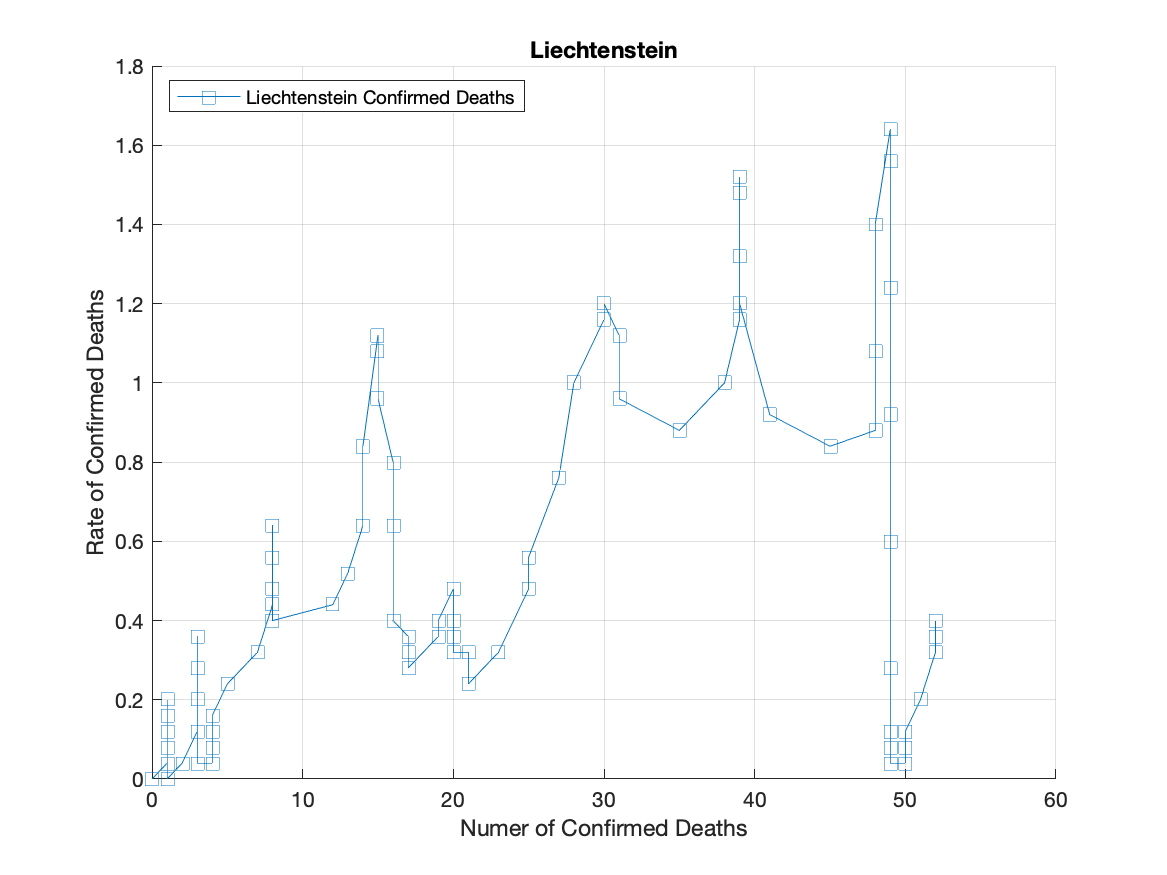 Liechtenstein
Liechtenstein Confirmed Deaths
1.8
1.6
1.4
1.2
1
0.8
0.6
0.4
0.2
0
Rate of Confirmed Deaths
0 10 20 30 40 50 60
Numer of Confirmed Deaths